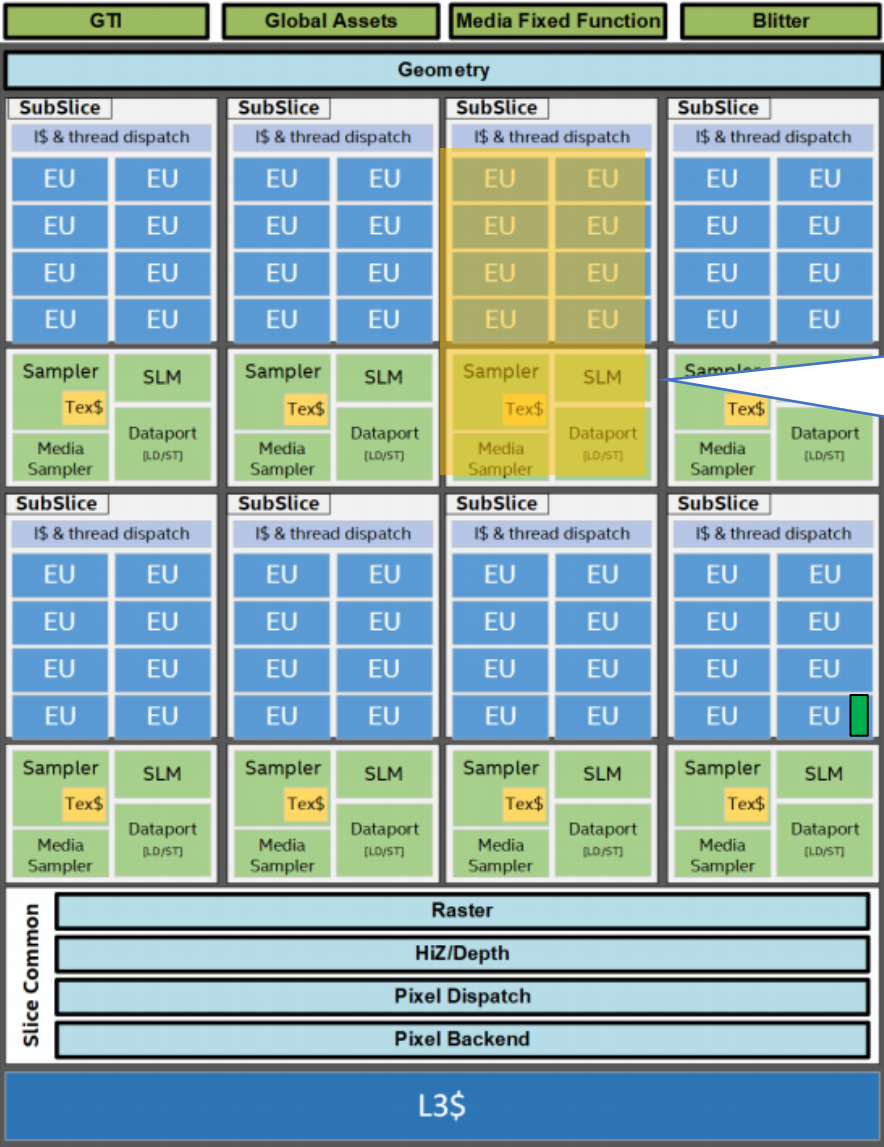 GTI Global Assets Media Fixed Function Blitter
Geometry
SubSlice SubSlice SubSlice SubSlice
I$ & thread dispatch I$ & thread dispatch I$ & thread dispatch I$ & thread dispatch
EU EU EU EU EU EU EU EU
EU EU EU EU EU EU EU EU
EU EU EU EU EU EU EU EU
EU EU EU EU EU EU EU EU
Sampler SLM Sampler SLM Sampler SLM Sampler
Tex$ Tex$ Tex$ Tex$
Dataport Dataport Dataport Dataport
[LD/ST] [LD/ST] [LD/ST] [LD/ST]
Media Media Media Media
Sampler Sampler Sampler Sampler
SubSlice SubSlice SubSlice SubSlice
I$ & thread dispatch I$ & thread dispatch I$ & thread dispatch I$ & thread dispatch
EU EU EU EU EU EU EU EU
EU EU EU EU EU EU EU EU
EU EU EU EU EU EU EU EU
EU EU EU EU EU EU EU EU
Sampler SLM Sampler SLM Sampler SLM Sampler SLM
Tex$ Tex$ Tex$ Tex$
Dataport Dataport Dataport Dataport
[LD/ST] [LD/ST] [LD/ST] [LD/ST]
Media Media Media Media
Sampler Sampler Sampler Sampler
Slice Common
Raster
HiZ/Depth
Pixel Dispatch
Pixel Backend
L3$